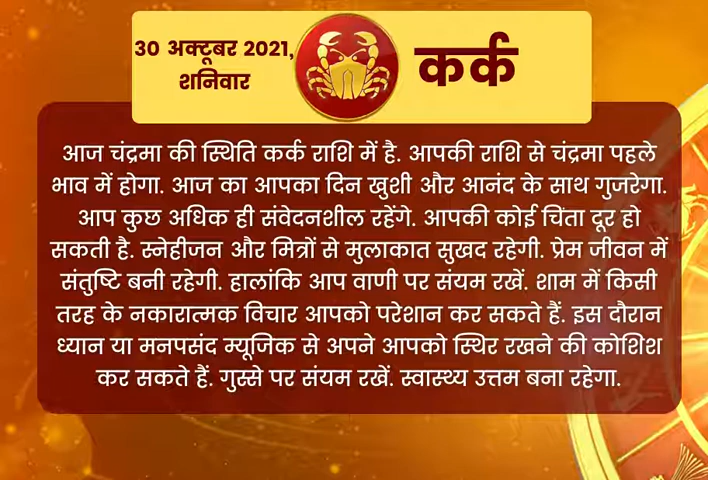 30 अक्टूबर 2021,
शनिवार
कर्क
आज चंद्रमा की स्थिति कर्क राशि में है. आपकी राशि से चंद्रमा पहले
भाव में होगा. आज का आपका दिन खुशी और आनंद के साथ गुजरेगा.
आप कुछ अधिक ही संवेदनशील रहेंगे. आपकी कोई चिंता दूर हो
सकती है. स्नेहीजन और मित्रों से मुलाकात सुखद रहेगी. प्रेम जीवन में
संतुष्टि बनी रहेगी. हालांकि आप वाणी पर संयम रखें. शाम में किसी
तरह के नकारात्मक विचार आपको परेशान कर सकते हैं. इस दौरान
ध्यान या मनपसंद म्यूजिक से अपने आपको स्थिर रखने की कोशिश
कर सकते हैं. गुस्से पर संयम रखें. स्वास्थ्य उत्तम बना रहेगा.